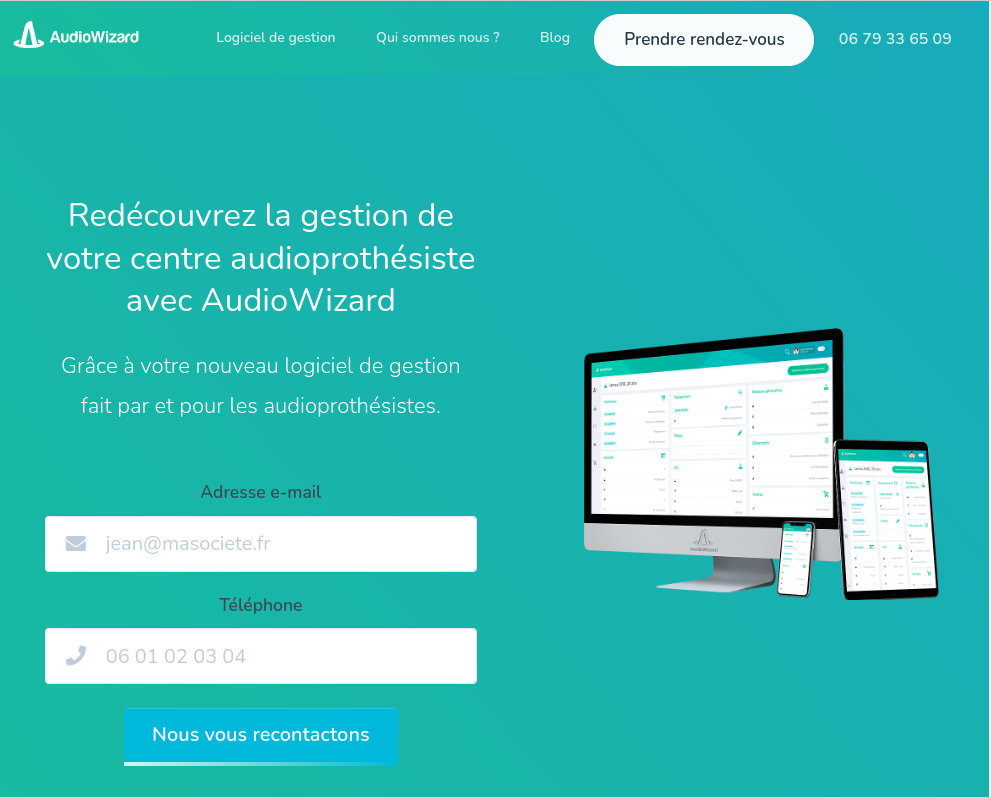 AudioWizard
Logiciel de gestion
Qui sommes nous ?
Blog
Prendre rendez-vous
06 79 33 65 09
Redécouvrez la gestion de
votre centre audioprothésiste
avec AudioWizard
Grâce à votre nouveau logiciel de gestion
fait par et pour les audioprothésistes.
Adresse e-mail
jean@masociete.fr
Téléphone
06 01 02 03 04
Nous vous recontactons
AudioWizard